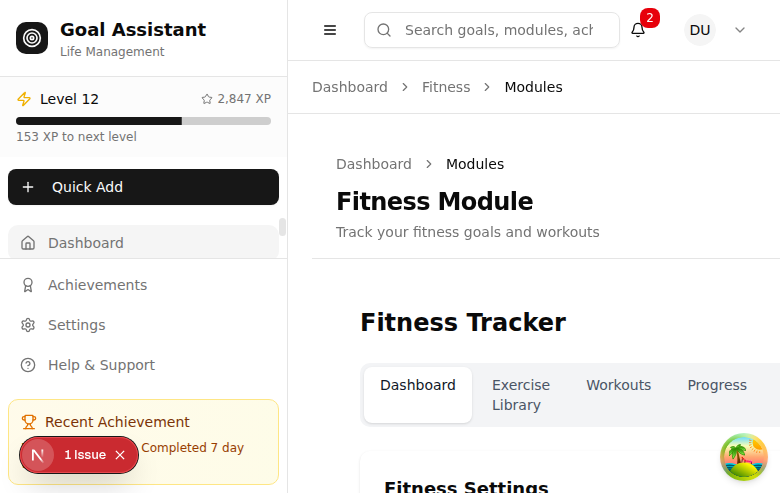 Goal Assistant
Life Management
Level 12
2,847 XP
153 XP to next level
Quick Add
Dashboard
Achievements
Settings
Help & Support
Recent Achievement
Completed 7 day
N
1 Issue
Search goals, modules, ach
2
DU
Dashboard
Fitness
Modules
Dashboard
Modules
Fitness Module
Track your fitness goals and workouts
Fitness Tracker
Dashboard
Exercise
Library
Workouts
Progress
Fitness Settings